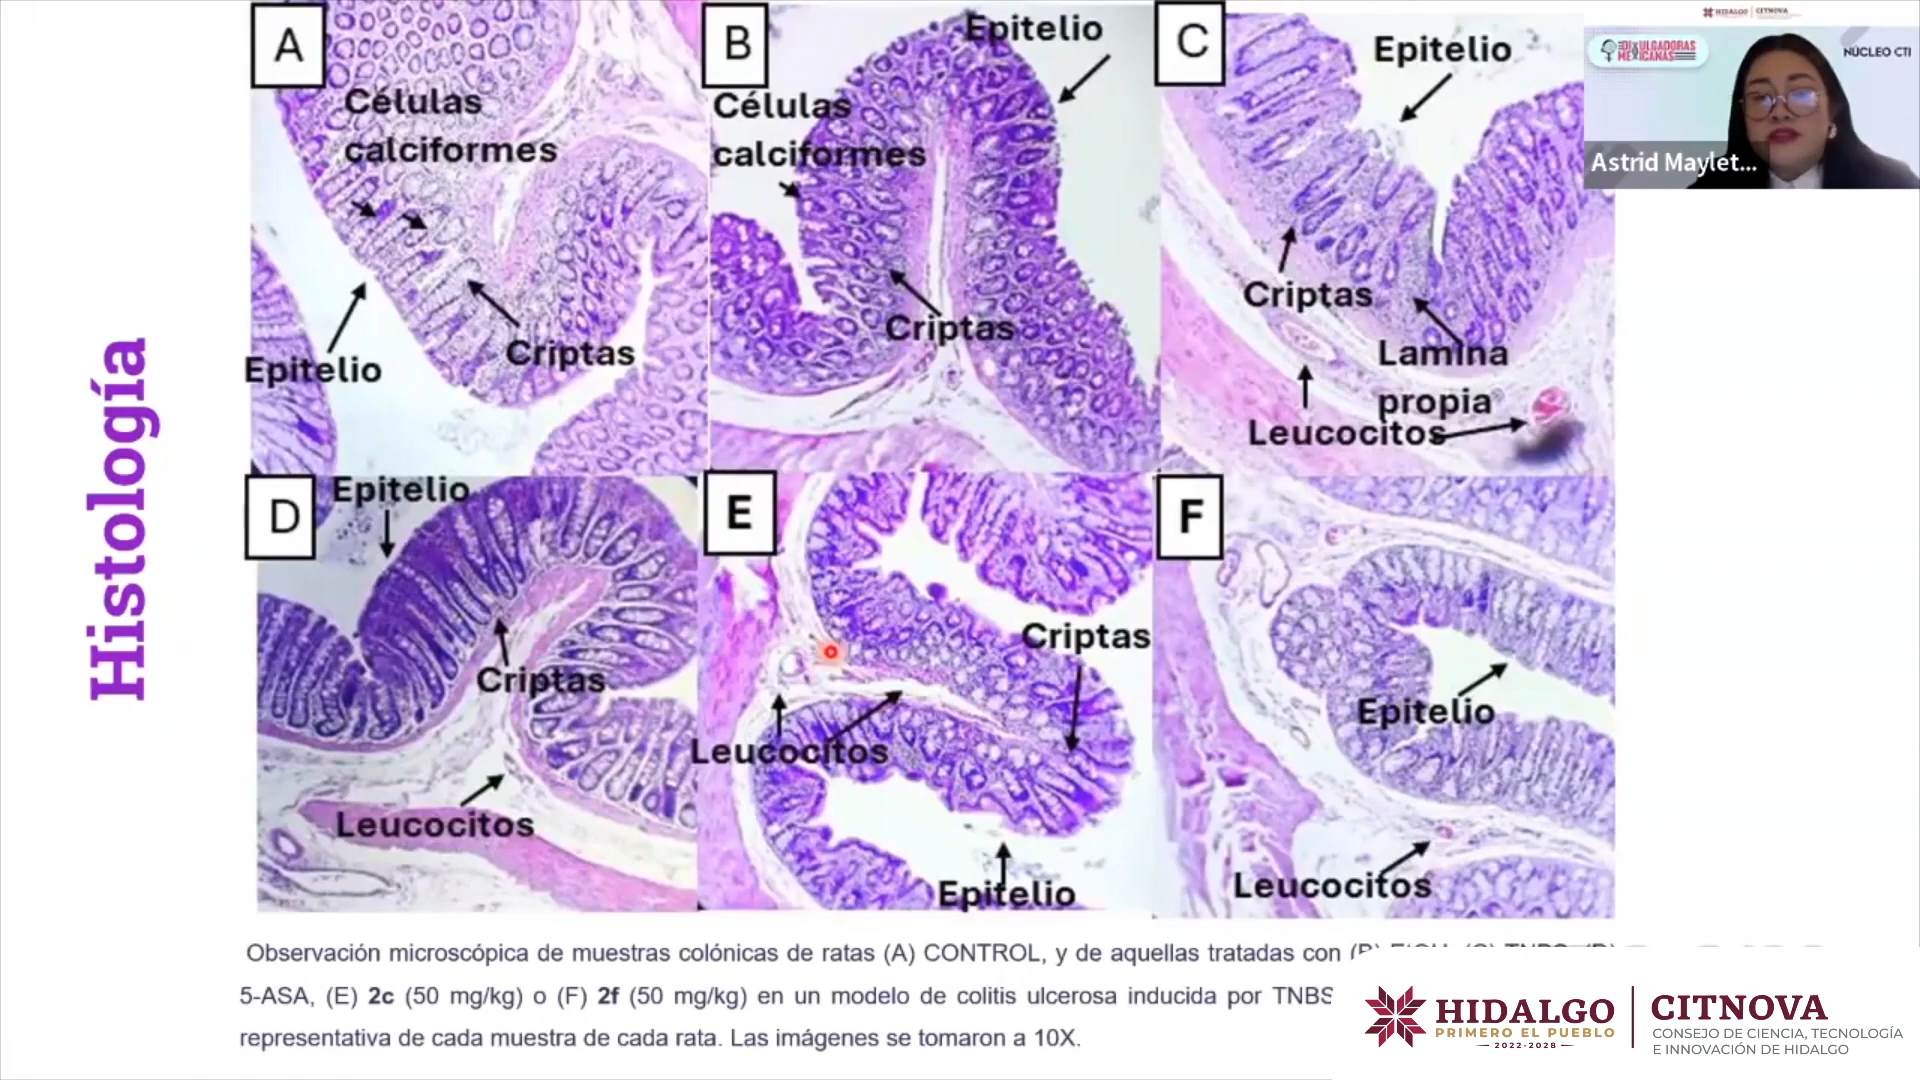 HIDALGO | CITNOVA
DIVULGADORAS
MEXICANAS
NÚCLEO CTI
Astrid Maylet...
Histología
A
Células
calciformes
Epitelio
Criptas
B
Epitelio
Células
calciformes
Criptas
C
Epitelio
Criptas
Lamina
propia
Leucocitos
D
Epitelio
Criptas
Leucocitos
E
Criptas
Leucocitos
Epitelio
F
Epitelio
Leucocitos
Observación microscópica de muestras colónicas de ratas (A) CONTROL, y de aquellas tratadas con
5-ASA, (E) 2c (50 mg/kg) o (F) 2f (50 mg/kg) en un modelo de colitis ulcerosa inducida por TNBS
representativa de cada muestra de cada rata. Las imágenes se tomaron a 10X.
HIDALGO
PRIMERO EL PUEBLO
2022-2028
CITNOVA
CONSEJO DE CIENCIA, TECNOLOGÍA
E INNOVACIÓN DE HIDALGO